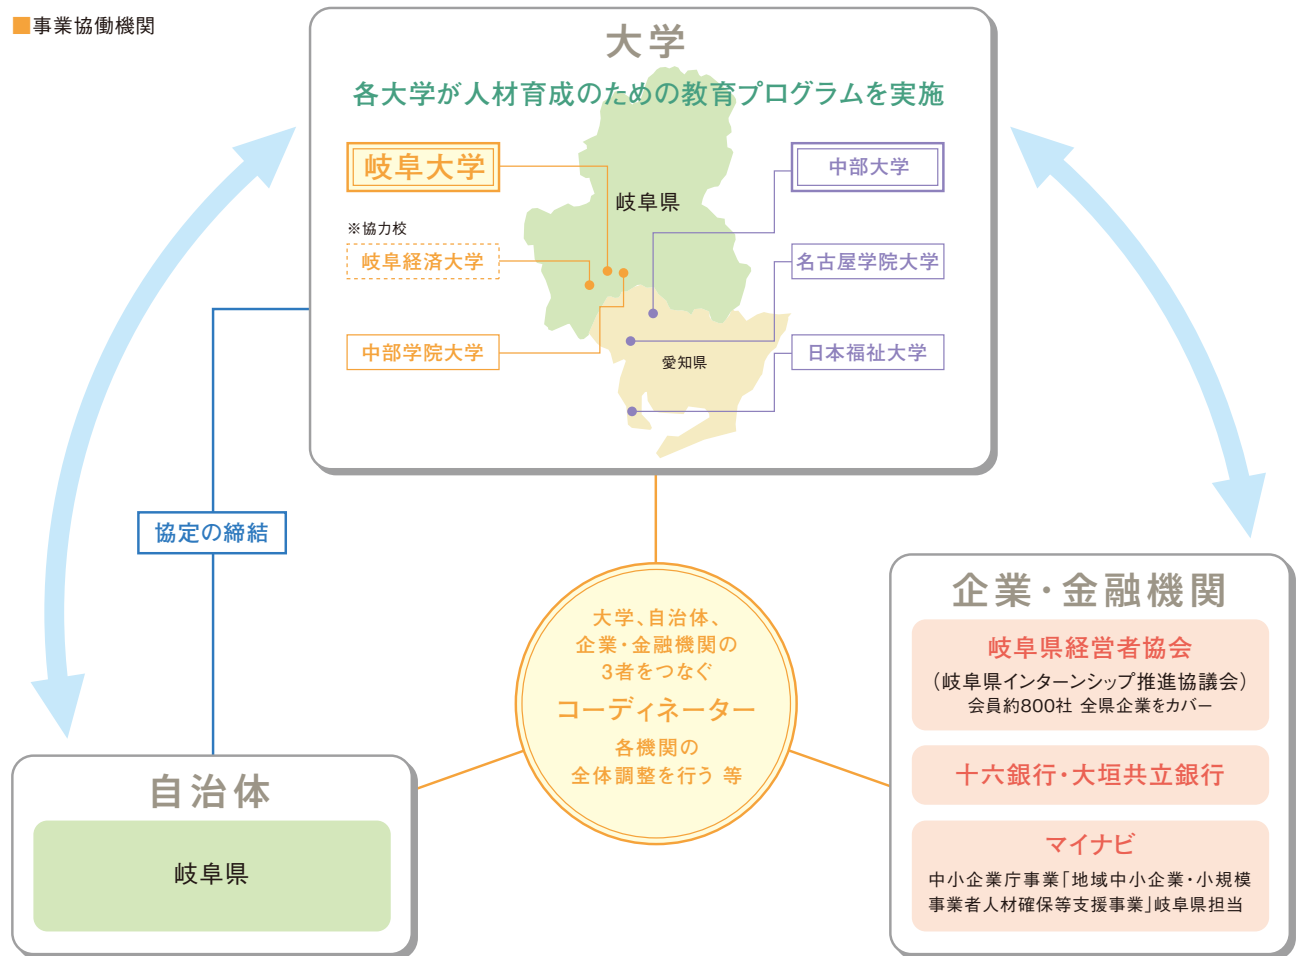 ■事業協働機関
大学
各大学が人材育成のための教育プログラムを実施
岐阜大学
※協力校
岐阜経済大学
中部学院大学
岐阜県
愛知県
中部大学
名古屋学院大学
日本福祉大学
協定の締結
大学、自治体、
企業・金融機関の
3者をつなぐ
コーディネーター
各機関の
全体調整を行う 等
自治体
岐阜県
企業・金融機関
岐阜県経営者協会
（岐阜県インターンシップ推進協議会）
会員約800社 全県企業をカバー
十六銀行・大垣共立銀行
マイナビ
中小企業庁事業「地域中小企業・小規模
事業者人材確保等支援事業」岐阜県担当